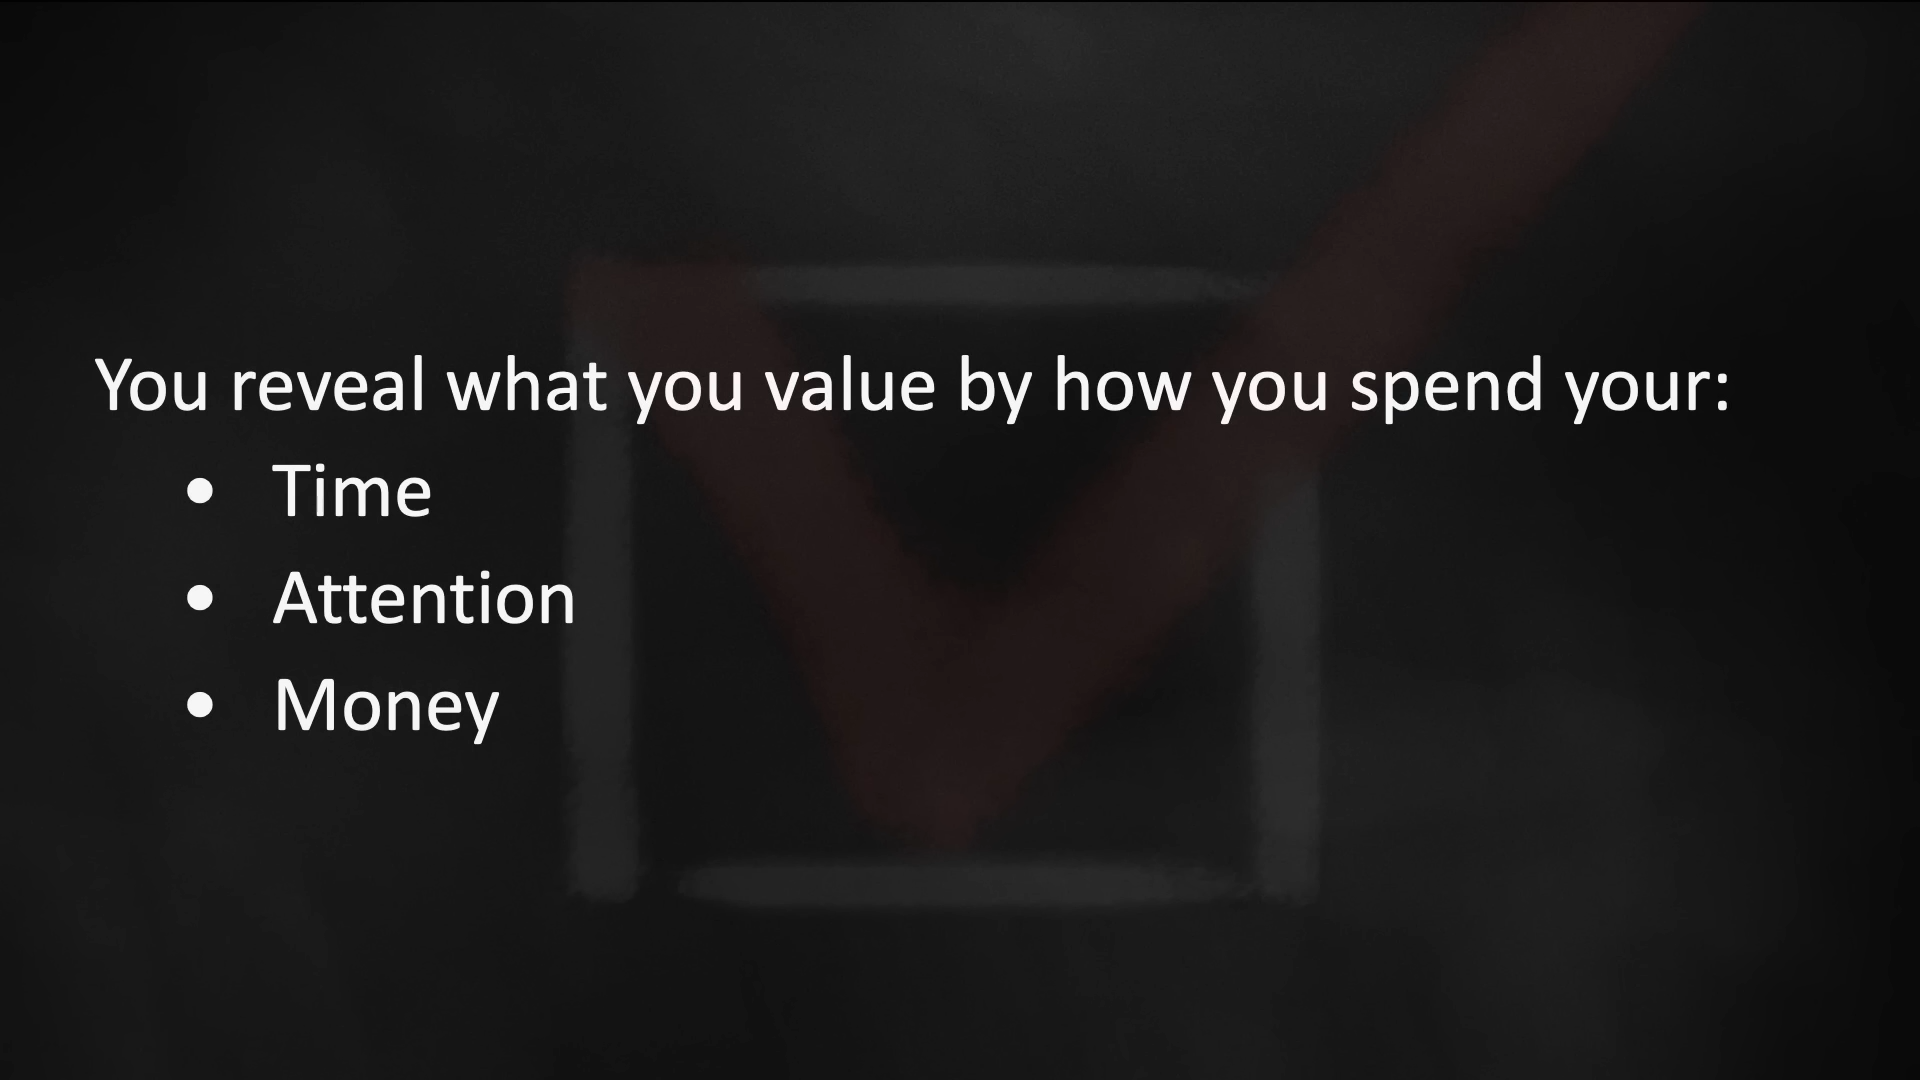 You reveal what you value by how you spend your:
• Time
• Attention
• Money